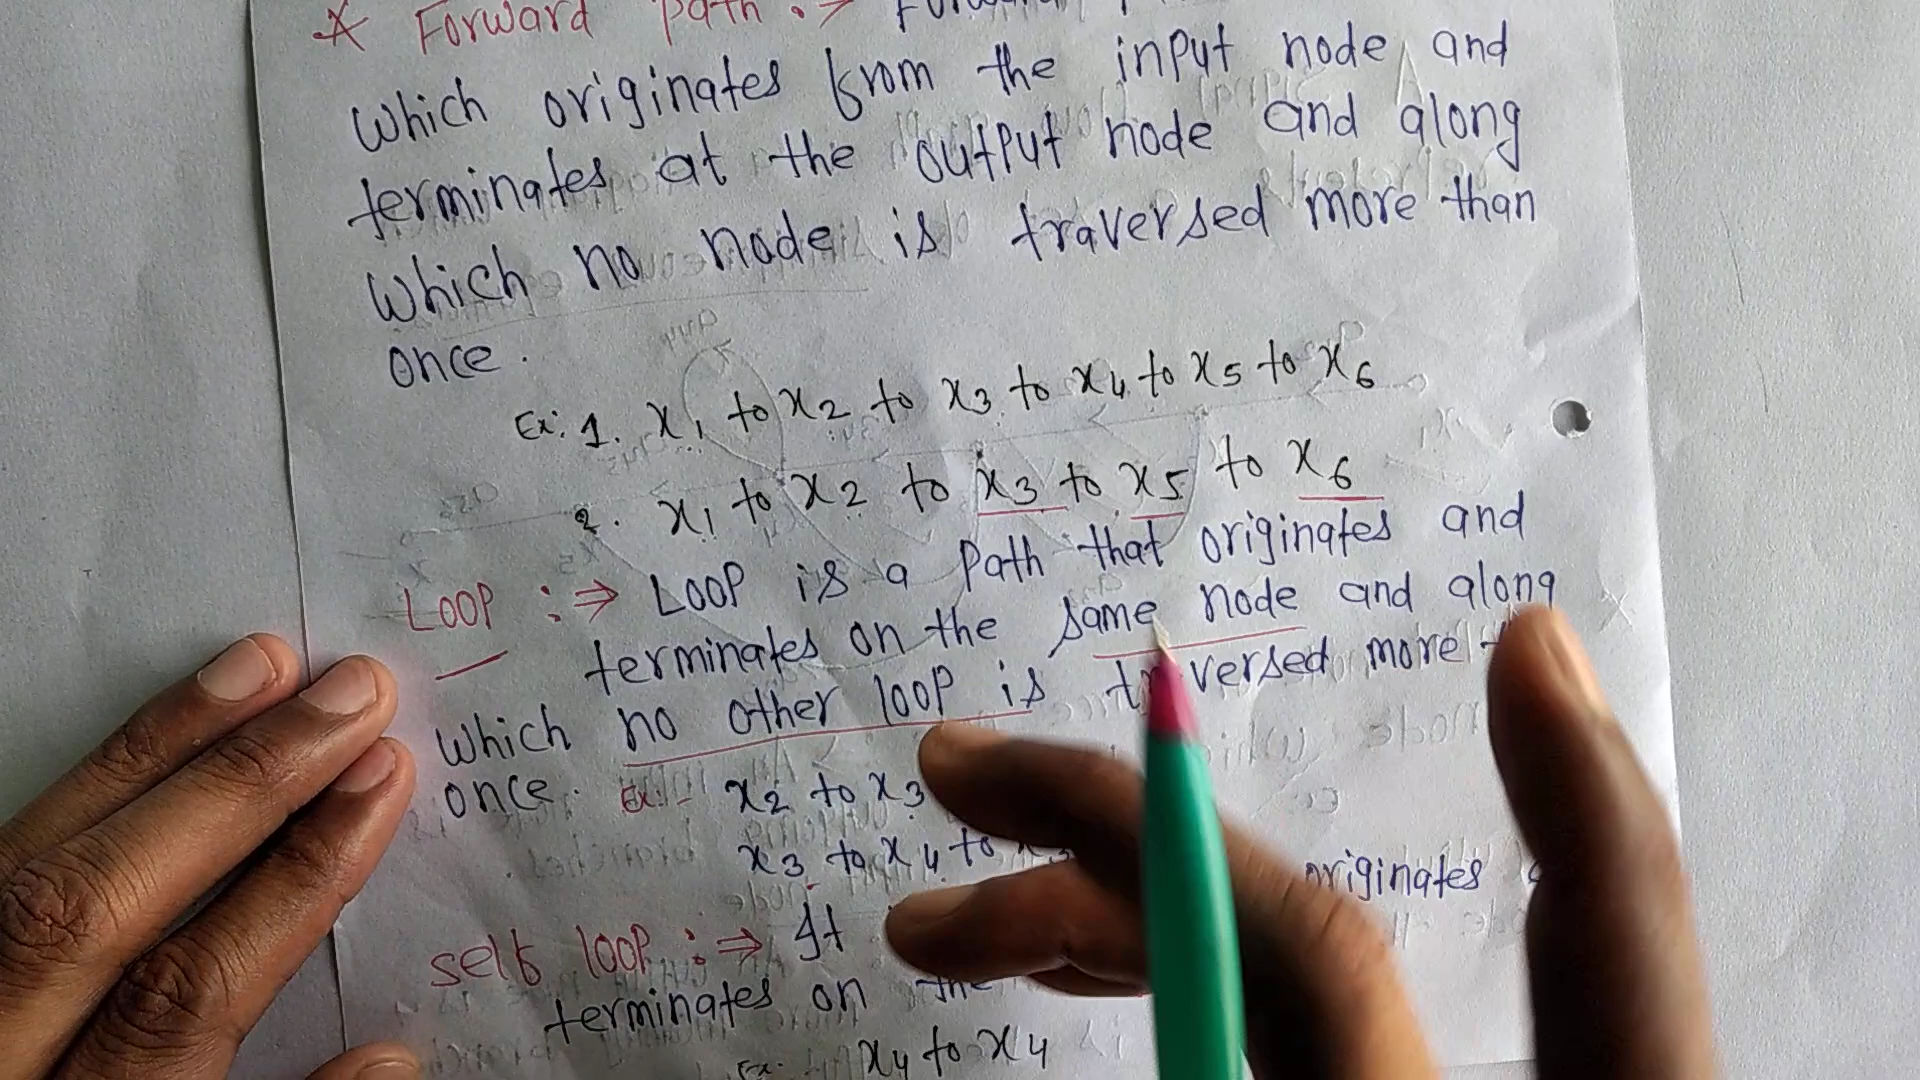 * Forward path :→ Forward
Which originates from the input node and
terminates at the output node and along
which no node is traversed more than
once.
Ex: 1. x1 to x2 to x3 to x4 to x5 to x6
2. x1 to x2 to x3 to x5 to x6
LOOP :⇒ LOOP is a path that originates and
terminates on the same node and along
which no other loop is traversed more
once. Ex:- x2 to x3
x3 to x4 to x3
self loop :⇒ It originates
terminates on the
Ex: x4 to x4